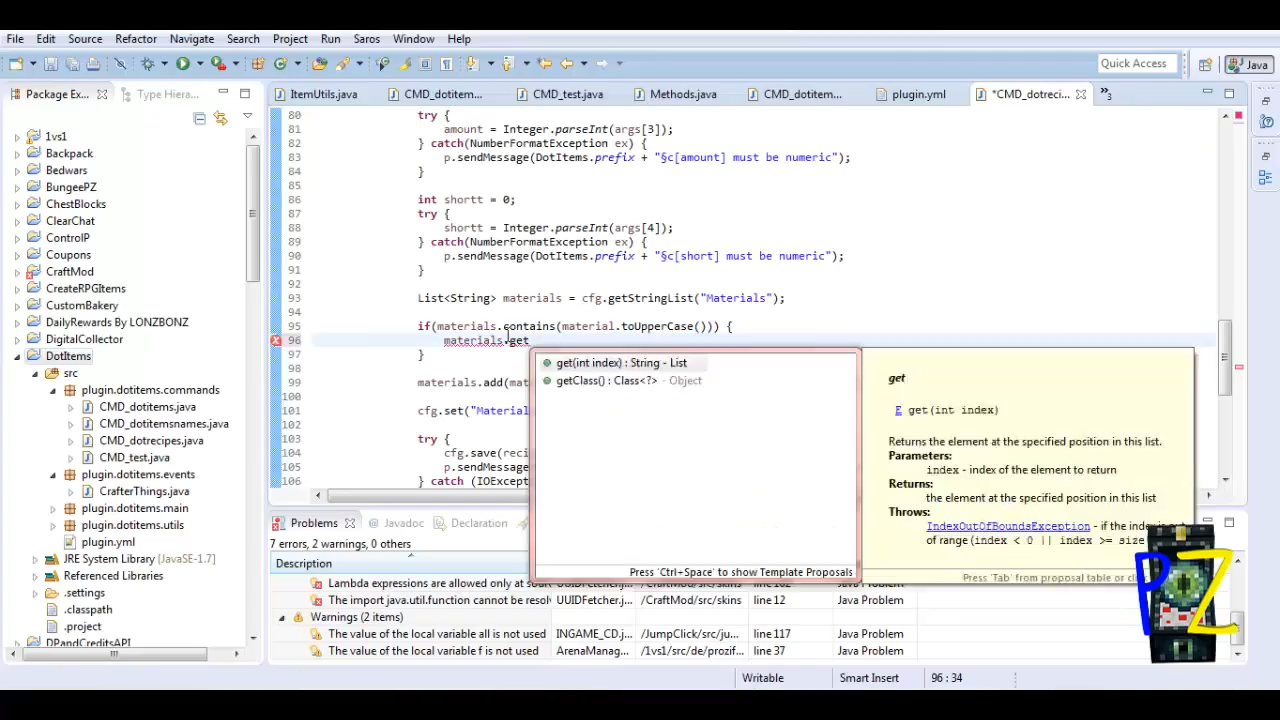 File Edit Source Refactor Navigate Search Project Run Saros Window Help
Quick Access
Java
Package Ex...
Type Hiera...
ItemUtils.java
CMD_dotitem...
CMD_test.java
Methods.java
CMD_dotitem...
plugin.yml
*CMD_dotreci...
»3
1vs1
Backpack
Bedwars
BungeePZ
ChestBlocks
ClearChat
ControlP
Coupons
CraftMod
CreateRPGItems
CustomBakery
DailyRewards By LONZBONZ
DigitalCollector
DotItems
src
plugin.dotitems.commands
CMD_dotitems.java
CMD_dotitemsnames.java
CMD_dotrecipes.java
CMD_test.java
plugin.dotitems.events
CrafterThings.java
plugin.dotitems.main
plugin.dotitems.utils
plugin.yml
JRE System Library [JavaSE-1.7]
Referenced Libraries
.settings
.classpath
.project
DPandCreditsAPI
80 try {
81 amount = Integer.parseInt(args[3]);
82 } catch(NumberFormatException ex) {
83 p.sendMessage(DotItems.prefix + "§c[amount] must be numeric");
84 }
85
86 int shortt = 0;
87 try {
88 shortt = Integer.parseInt(args[4]);
89 } catch(NumberFormatException ex) {
90 p.sendMessage(DotItems.prefix + "§c[short] must be numeric");
91 }
92
93 List<String> materials = cfg.getStringList("Materials");
94
95 if(materials.contains(material.toUpperCase())) {
96 materials.get
97 }
98
99 materials.add(mat
100
101 cfg.set("Material
102
103 try {
104 cfg.save(reci
105 p.sendMessage
106 } catch (IOExcept
get(int index) : String - List
getClass() : Class<?> - Object
Press 'Ctrl+Space' to show Template Proposals
get
E get(int index)
Returns the element at the specified position in this list.
Parameters:
index - index of the element to return
Returns:
the element at the specified position in this list
Throws:
IndexOutOfBoundsException - if the index is out
of range (index < 0 || index >= size
Press 'Tab' from proposal table or cli
Problems
Javadoc
Declaration
7 errors, 2 warnings, 0 others
Description
Lambda expressions are allowed only at sour UUIDFetcher.j... /CraftMod/src/skins line 162 Java Problem
The import java.util.function cannot be resol UUIDFetcher.j... /CraftMod/src/skins line 12 Java Problem
Warnings (2 items)
The value of the local variable all is not used INGAME_CD.j... /JumpClick/src/ju... line 117 Java Problem
The value of the local variable f is not used ArenaManag... /1vs1/src/de/prozif... line 37 Java Problem
Writable
Smart Insert
96 : 34
PZ